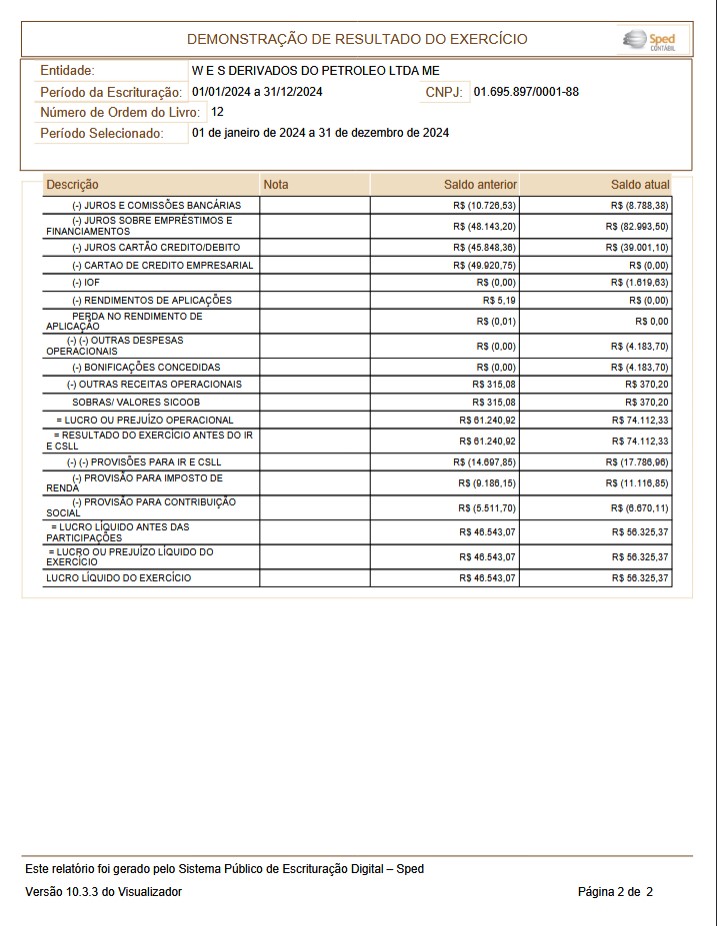 DEMONSTRAÇÃO DE RESULTADO DO EXERCÍCIO
Sped
CONTÁBIL
Entidade: W E S DERIVADOS DO PETROLEO LTDA ME
Período da Escrituração: 01/01/2024 a 31/12/2024 CNPJ: 01.695.897/0001-88
Número de Ordem do Livro: 12
Período Selecionado: 01 de janeiro de 2024 a 31 de dezembro de 2024
Descrição Nota Saldo anterior Saldo atual
(-) JUROS E COMISSÕES BANCÁRIAS R$ (10.726,53) R$ (8.788,38)
(-) JUROS SOBRE EMPRÉSTIMOS E
FINANCIAMENTOS R$ (48.143,20) R$ (82.993,50)
(-) JUROS CARTÃO CREDITO/DEBITO R$ (45.848,36) R$ (39.001,10)
(-) CARTAO DE CREDITO EMPRESARIAL R$ (49.920,75) R$ (0,00)
(-) IOF R$ (0,00) R$ (1.619,63)
(-) RENDIMENTOS DE APLICAÇÕES R$ 5,19 R$ (0,00)
PERDA NO RENDIMENTO DE
APLICAÇÃO R$ (0,01) R$ 0,00
(-) (-) OUTRAS DESPESAS
OPERACIONAIS R$ (0,00) R$ (4.183,70)
(-) BONIFICAÇÕES CONCEDIDAS R$ (0,00) R$ (4.183,70)
(-) OUTRAS RECEITAS OPERACIONAIS R$ 315,08 R$ 370,20
SOBRAS/ VALORES SICOOB R$ 315,08 R$ 370,20
= LUCRO OU PREJUÍZO OPERACIONAL R$ 61.240,92 R$ 74.112,33
= RESULTADO DO EXERCÍCIO ANTES DO IR
E CSLL R$ 61.240,92 R$ 74.112,33
(-) (-) PROVISÕES PARA IR E CSLL R$ (14.697,85) R$ (17.786,96)
(-) PROVISÃO PARA IMPOSTO DE
RENDA R$ (9.186,15) R$ (11.116,85)
(-) PROVISÃO PARA CONTRIBUIÇÃO
SOCIAL R$ (5.511,70) R$ (6.670,11)
= LUCRO LÍQUIDO ANTES DAS
PARTICIPAÇÕES R$ 46.543,07 R$ 56.325,37
= LUCRO OU PREJUÍZO LÍQUIDO DO
EXERCÍCIO R$ 46.543,07 R$ 56.325,37
LUCRO LÍQUIDO DO EXERCÍCIO R$ 46.543,07 R$ 56.325,37
Este relatório foi gerado pelo Sistema Público de Escrituração Digital – Sped
Versão 10.3.3 do Visualizador Página 2 de 2